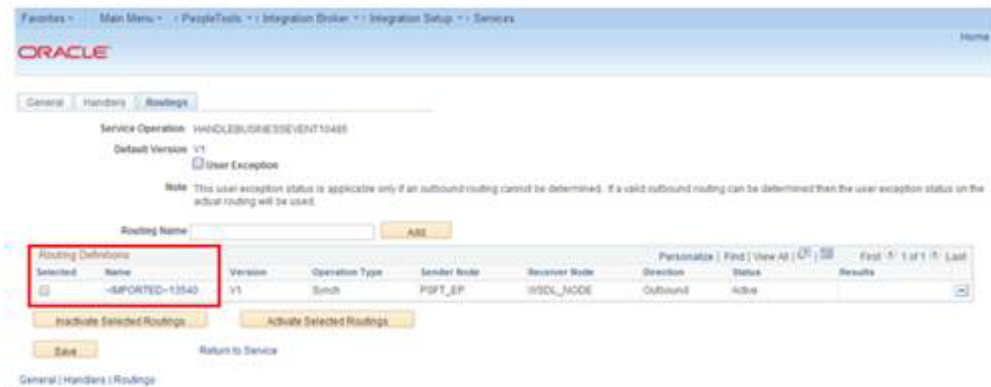 Favorites Main Menu > PeopleTools > Integration Broker > Integration Setup > Services
Home
ORACLE
General Handlers Routings
Service Operation HANDLEBUSINESSEVENT10485
Default Version V1
User Exception
Note This user exception status is applicable only if an outbound routing cannot be determined. If a valid outbound routing can be determined then the user exception status on the
actual routing will be used.
Routing Name Add
Routing Definitions Personalize | Find | View All | First 1 of 1 Last
Selected Name Version Operation Type Sender Node Receiver Node Direction Status Results
~IMPORTED~13540 V1 Synch PSFT_EP WSDL_NODE Outbound Active
Inactivate Selected Routings Activate Selected Routings
Save Return to Service
General | Handlers | Routings